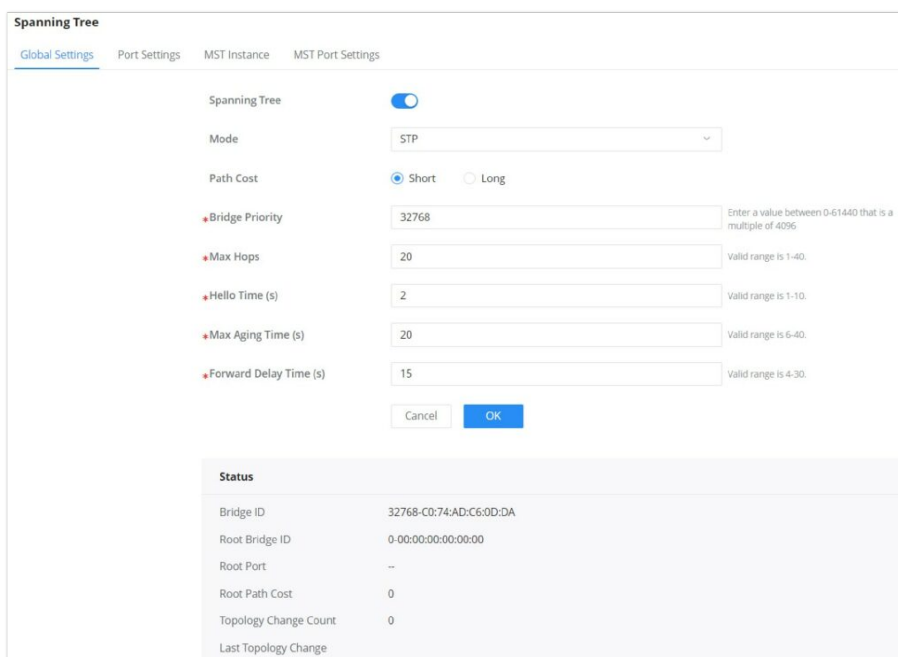 Spanning Tree
Global Settings Port Settings MST Instance MST Port Settings
Spanning Tree
Mode STP
Path Cost Short Long
*Bridge Priority 32768 Enter a value between 0-61440 that is a
multiple of 4096
*Max Hops 20 Valid range is 1-40.
*Hello Time (s) 2 Valid range is 1-10.
*Max Aging Time (s) 20 Valid range is 6-40.
*Forward Delay Time (s) 15 Valid range is 4-30.
Cancel OK
Status
Bridge ID 32768-C0:74:AD:C6:0D:DA
Root Bridge ID 0-00:00:00:00:00:00
Root Port --
Root Path Cost 0
Topology Change Count 0
Last Topology Change